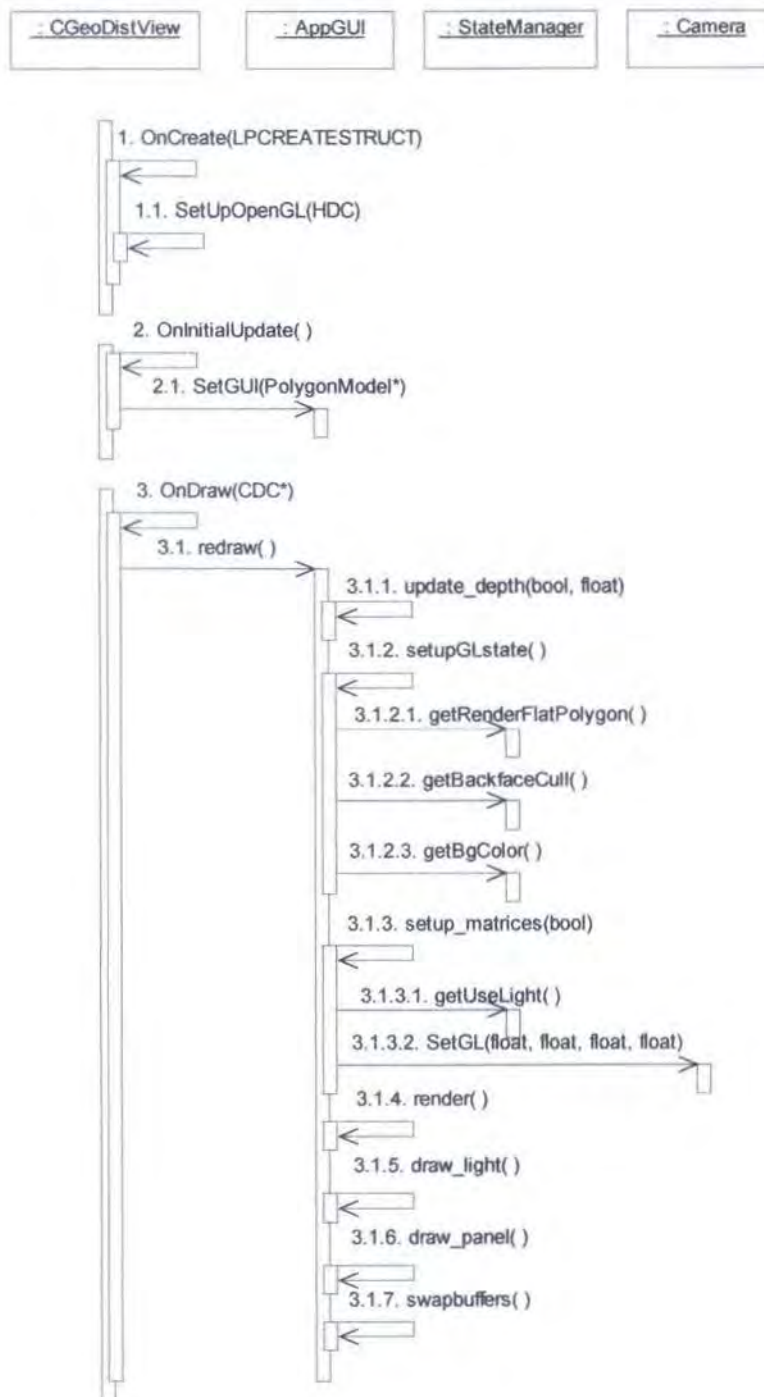 : CGeoDistView : AppGUI : StateManager : Camera
1. OnCreate(LPCREATESTRUCT)
1.1. SetUpOpenGL(HDC)
2. OnInitialUpdate( )
2.1. SetGUI(PolygonModel*)
3. OnDraw(CDC*)
3.1. redraw( )
3.1.1. update_depth(bool, float)
3.1.2. setupGLstate( )
3.1.2.1. getRenderFlatPolygon( )
3.1.2.2. getBackfaceCull( )
3.1.2.3. getBgColor( )
3.1.3. setup_matrices(bool)
3.1.3.1. getUseLight( )
3.1.3.2. SetGL(float, float, float, float)
3.1.4. render( )
3.1.5. draw_light( )
3.1.6. draw_panel( )
3.1.7. swapbuffers( )